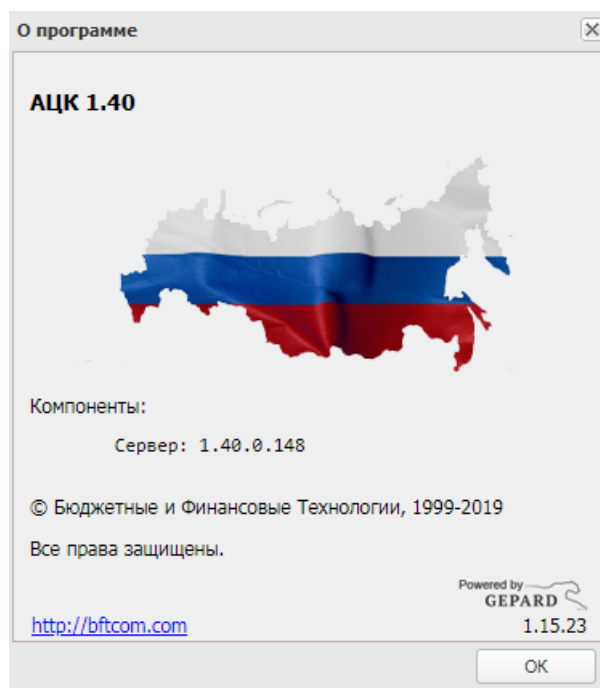 О программе
АЦК 1.40
Компоненты:
Сервер: 1.40.0.148
© Бюджетные и Финансовые Технологии, 1999-2019
Все права защищены.
Powered by
GEPARD
http://bftcom.com
1.15.23
ОК